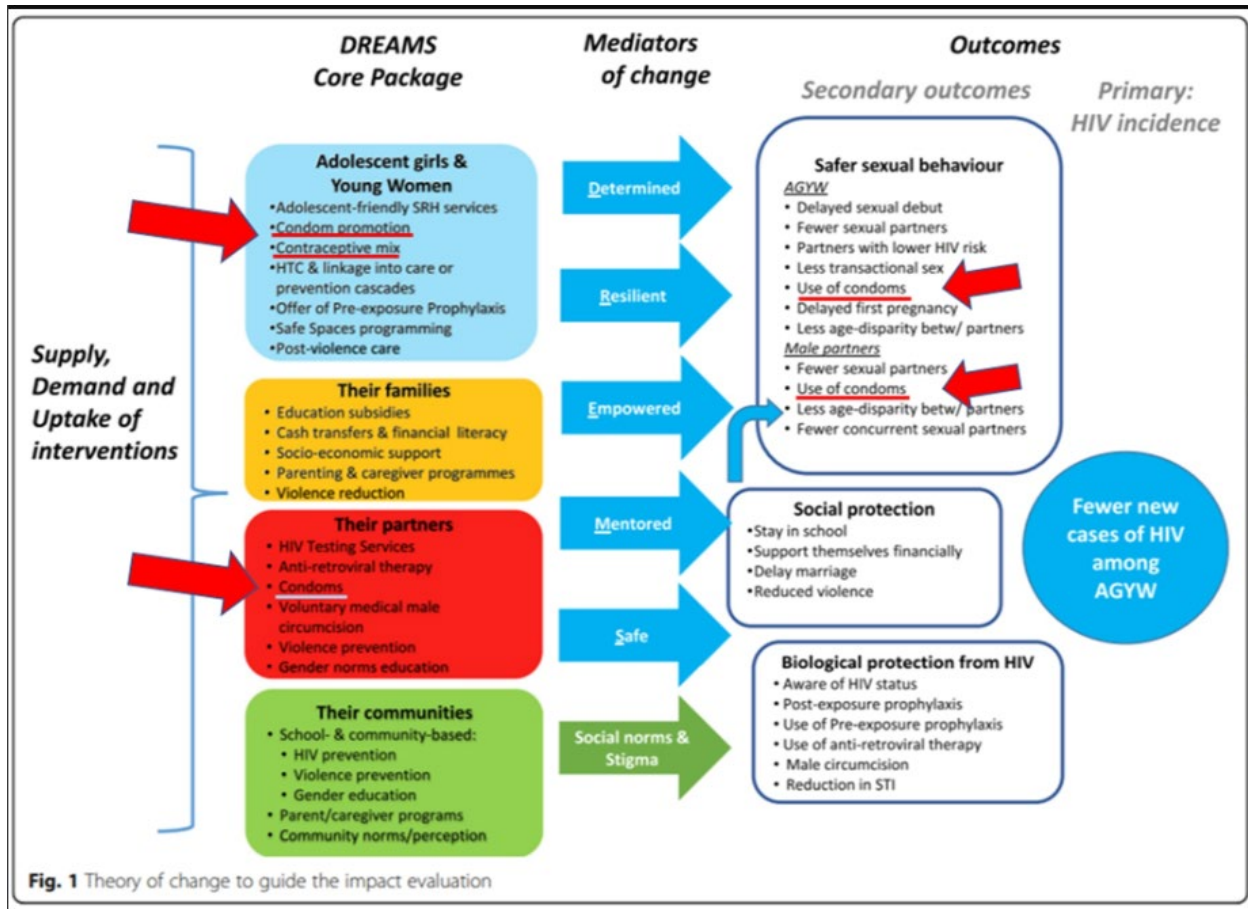 DREAMS
Core Package
Mediators
of change
Outcomes
Secondary outcomes
Primary:
HIV incidence
Supply,
Demand and
Uptake of
interventions
Adolescent girls &
Young Women
•Adolescent-friendly SRH services
•Condom promotion
•Contraceptive mix
•HTC & linkage into care or
prevention cascades
•Offer of Pre-exposure Prophylaxis
•Safe Spaces programming
•Post-violence care
Their families
• Education subsidies
• Cash transfers & financial literacy
• Socio-economic support
• Parenting & caregiver programmes
• Violence reduction
Their partners
• HIV Testing Services
• Anti-retroviral therapy
• Condoms
• Voluntary medical male
circumcision
• Violence prevention
• Gender norms education
Their communities
• School- & community-based:
• HIV prevention
• Violence prevention
• Gender education
• Parent/caregiver programs
• Community norms/perception
Determined
Resilient
Empowered
Mentored
Safe
Social norms &
Stigma
Safer sexual behaviour
AGYW
• Delayed sexual debut
• Fewer sexual partners
• Partners with lower HIV risk
• Less transactional sex
• Use of condoms
• Delayed first pregnancy
• Less age-disparity betw/ partners
Male partners
• Fewer sexual partners
• Use of condoms
• Less age-disparity betw/ partners
• Fewer concurrent sexual partners
Social protection
•Stay in school
•Support themselves financially
•Delay marriage
•Reduced violence
Biological protection from HIV
• Aware of HIV status
• Post-exposure prophylaxis
• Use of Pre-exposure prophylaxis
• Use of anti-retroviral therapy
• Male circumcision
• Reduction in STI
Fewer new
cases of HIV
among
AGYW
Fig. 1 Theory of change to guide the impact evaluation